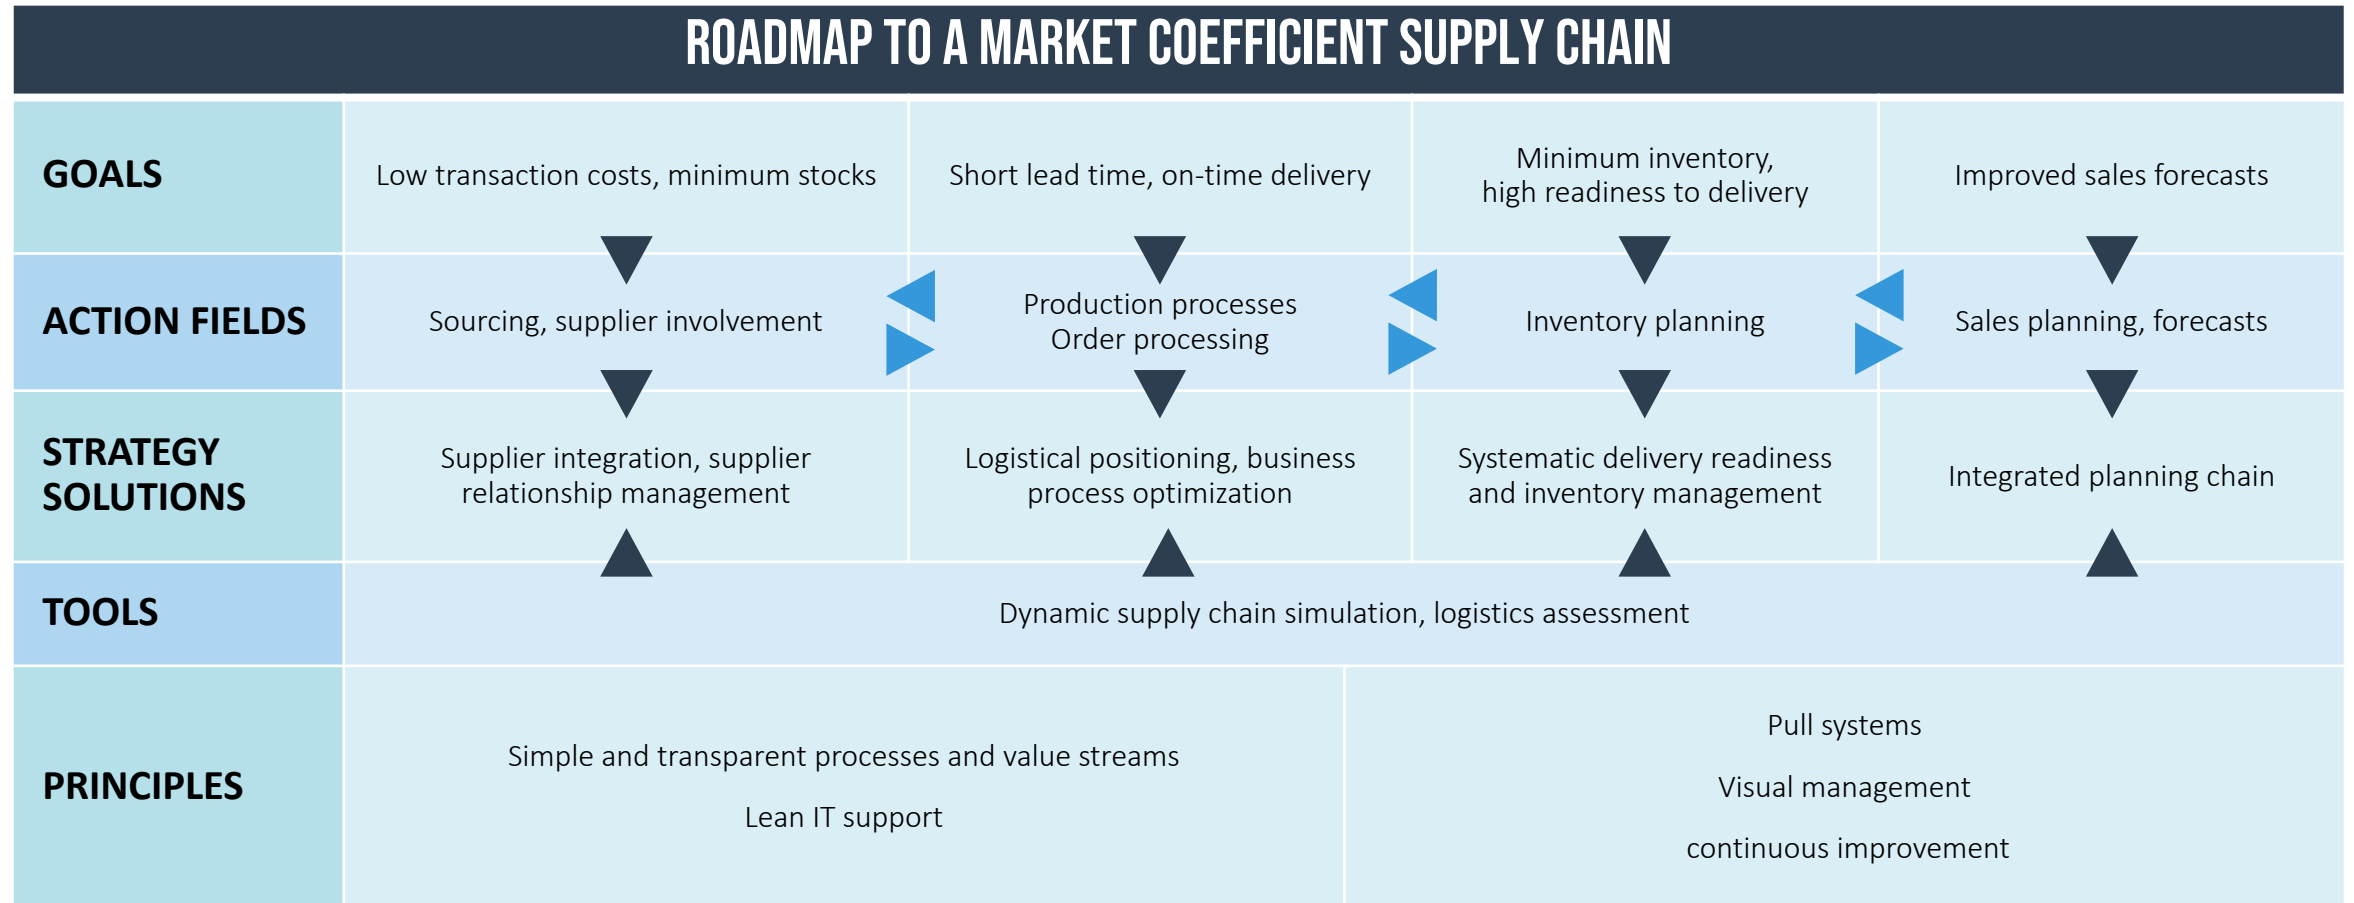 ROADMAP TO A MARKET COEFFICIENT SUPPLY CHAIN
GOALS
Low transaction costs, minimum stocks
Short lead time, on-time delivery
Minimum inventory,
high readiness to delivery
Improved sales forecasts
ACTION FIELDS
Sourcing, supplier involvement
Production processes
Order processing
Inventory planning
Sales planning, forecasts
STRATEGY
SOLUTIONS
Supplier integration, supplier
relationship management
Logistical positioning, business
process optimization
Systematic delivery readiness
and inventory management
Integrated planning chain
TOOLS
Dynamic supply chain simulation, logistics assessment
PRINCIPLES
Simple and transparent processes and value streams
Lean IT support
Pull systems
Visual management
continuous improvement